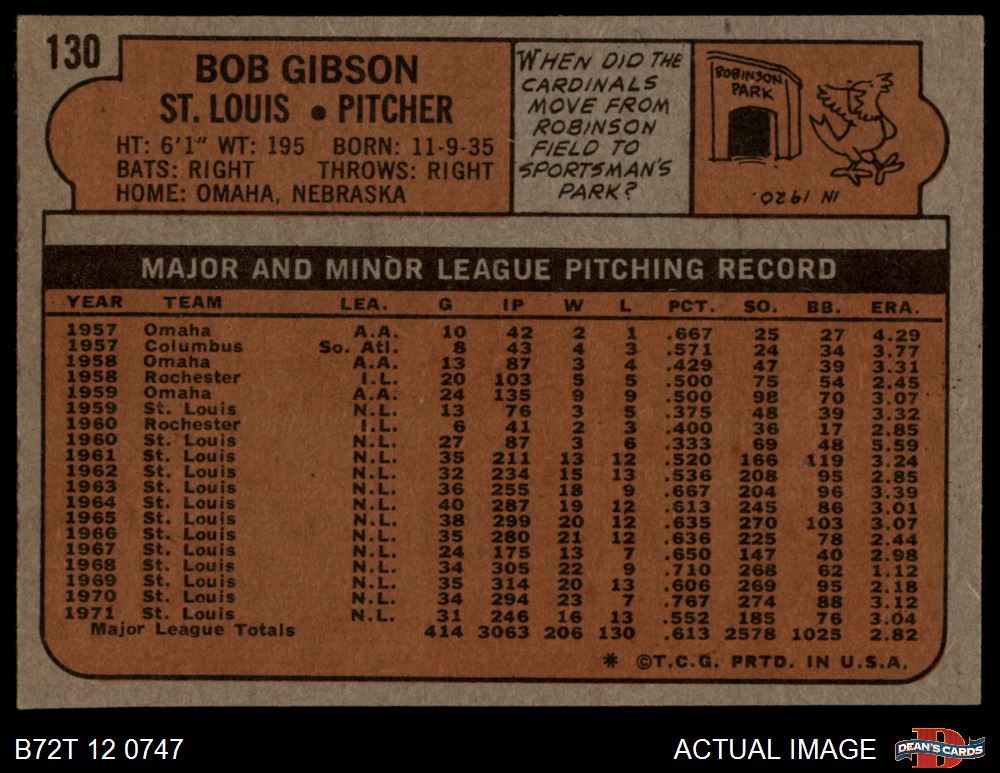 130
BOB GIBSON
ST. LOUIS • PITCHER
HT: 6'1" WT: 195 BORN: 11-9-35
BATS: RIGHT THROWS: RIGHT
HOME: OMAHA, NEBRASKA
WHEN DID THE
CARDINALS
MOVE FROM
ROBINSON
FIELD TO
SPORTSMAN'S
PARK?
ROBINSON
PARK
IN 1920.
MAJOR AND MINOR LEAGUE PITCHING RECORD
YEAR TEAM LEA. G IP W L PCT. SO. BB. ERA.
1957 Omaha A.A. 10 42 2 1 .667 25 27 4.29
1957 Columbus So. Atl. 8 43 4 3 .571 24 34 3.77
1958 Omaha A.A. 13 87 3 4 .429 47 39 3.31
1958 Rochester I.L. 20 103 5 5 .500 75 54 2.45
1959 Omaha A.A. 24 135 9 9 .500 98 70 3.07
1959 St. Louis N.L. 13 76 3 5 .375 48 39 3.32
1960 Rochester I.L. 6 41 2 3 .400 36 17 2.85
1960 St. Louis N.L. 27 87 3 6 .333 69 48 5.59
1961 St. Louis N.L. 35 211 13 12 .520 166 119 3.24
1962 St. Louis N.L. 32 234 15 13 .536 208 95 2.85
1963 St. Louis N.L. 36 255 18 9 .667 204 96 3.39
1964 St. Louis N.L. 40 287 19 12 .613 245 86 3.01
1965 St. Louis N.L. 38 299 20 12 .635 270 103 3.07
1966 St. Louis N.L. 35 280 21 12 .636 225 78 2.44
1967 St. Louis N.L. 24 175 13 7 .650 147 40 2.98
1968 St. Louis N.L. 34 305 22 9 .710 268 62 1.12
1969 St. Louis N.L. 35 314 20 13 .606 269 95 2.18
1970 St. Louis N.L. 34 294 23 7 .767 274 88 3.12
1971 St. Louis N.L. 31 246 16 13 .552 185 76 3.04
Major League Totals 414 3063 206 130 .613 2578 1025 2.82
* ©T.C.G. PRTD. IN U.S.A.
B72T 12 0747
ACTUAL IMAGE
D
DEAN'S CARDS